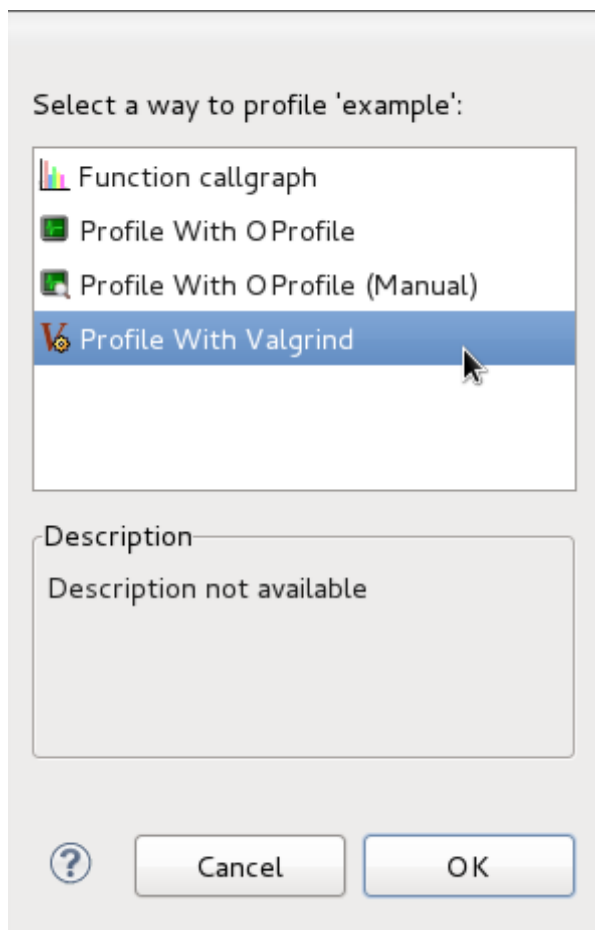 Select a way to profile 'example':
Function callgraph
Profile With OProfile
Profile With OProfile (Manual)
Profile With Valgrind
Description
Description not available
?
Cancel
OK